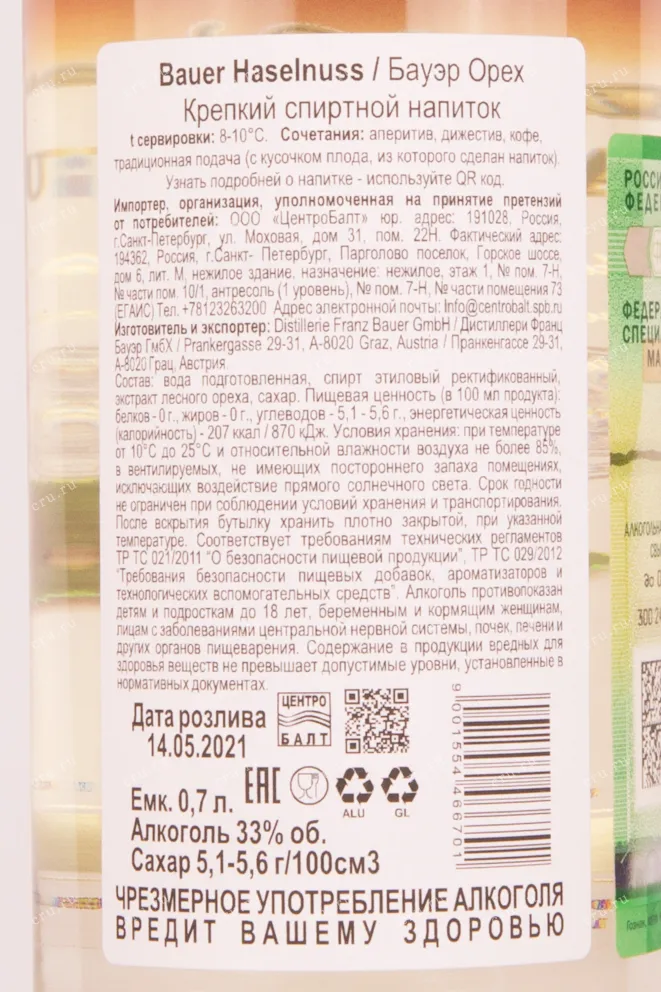 Bauer Haselnuss / Бауэр Орех
Крепкий спиртной напиток
t сервировки: 8-10°С. Сочетания: аперитив, дижестив, кофе,
традиционная подача (с кусочком плода, из которого сделан напиток).
Узнать подробней о напитке - используйте QR код.
Импортер, организация, уполномоченная на принятие претензий
от потребителей: ООО «ЦентроБалт» юр. адрес: 191028, Россия,
г.Санкт-Петербург, ул. Моховая, дом 31, пом. 22Н. Фактический адрес:
194362, Россия, г.Санкт- Петербург, Парголово поселок, Горское шоссе,
дом 6, лит. М, нежилое здание, назначение: нежилое, этаж 1, № пом. 7-Н,
№ части пом. 10/1, антресоль (1 уровень), № пом. 7-Н, № части помещения 73
(ЕГАИС) Тел. +78123263200 Адрес электронной почты: Info@centrobalt.spb.ru
Изготовитель и экспортер: Distillerie Franz Bauer GmbH / Дистиллери Франц
Бауэр ГмбХ / Prankergasse 29-31, A-8020 Graz, Austria / Пранкенгассе 29-31,
А-8020 Грац, Австрия.
Состав: вода подготовленная, спирт этиловый ректификованный,
экстракт лесного ореха, сахар. Пищевая ценность (в 100 мл продукта):
белков - 0 г., жиров - 0 г., углеводов - 5,1 - 5,6 г., энергетическая ценность
(калорийность) - 207 ккал / 870 кДж. Условия хранения: при температуре
от 10°С до 25°С и относительной влажности воздуха не более 85%,
в вентилируемых, не имеющих постороннего запаха помещениях,
исключающих воздействие прямого солнечного света. Срок годности
не ограничен при соблюдении условий хранения и транспортирования.
После вскрытия бутылку хранить плотно закрытой, при указанной
температуре. Соответствует требованиям технических регламентов
ТР ТС 021/2011 "О безопасности пищевой продукции", ТР ТС 029/2012
"Требования безопасности пищевых добавок, ароматизаторов и
технологических вспомогательных средств". Алкоголь противопоказан
детям и подросткам до 18 лет, беременным и кормящим женщинам,
лицам с заболеваниями центральной нервной системы, почек, печени и
других органов пищеварения. Содержание в продукции вредных для
здоровья веществ не превышает допустимые уровни, установленные в
нормативных документах.
Дата розлива
14.05.2021
ЦЕНТРО
БАЛТ
9001554466701
Емк. 0,7 л.
EAC
ALU
GL
Алкоголь 33% об.
Сахар 5,1-5,6 г/100см3
ЧРЕЗМЕРНОЕ УПОТРЕБЛЕНИЕ АЛКОГОЛЯ
ВРЕДИТ ВАШЕМУ ЗДОРОВЬЮ